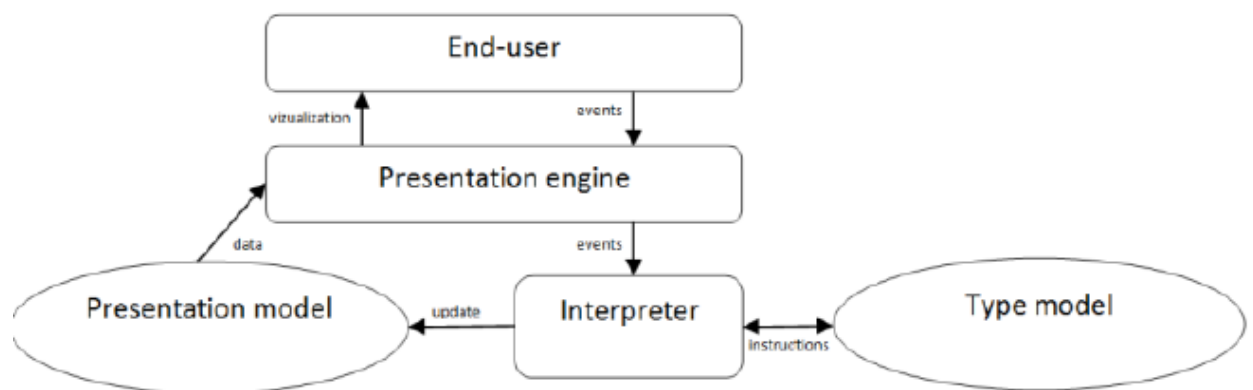 End-user
vizualization
events
Presentation engine
data
events
Presentation model
update
Interpreter
instructions
Type model